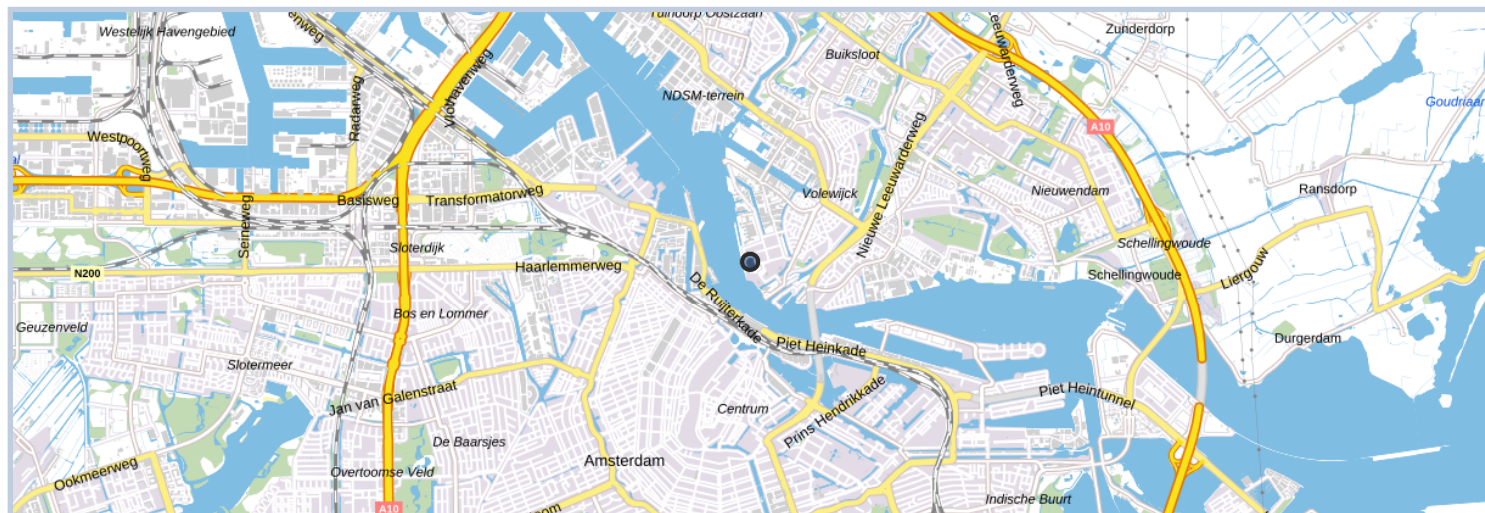 Westelijk Havengebied
Tuindorp Oostzaan
Zunderdorp
Buiksloot
NDSM-terrein
Vlothavenweg
Radarweg
Westpoortweg
A10
Goudriaan
Nieuwe Leeuwarderweg
Volewijck
Nieuwendam
Ransdorp
Basisweg
Transformatorweg
Seineweg
Sloterdijk
Schellingwoude
Schellingwoude
Liergouw
N200
Haarlemmerweg
De Ruijterkade
Geuzenveld
Bos en Lommer
Piet Heinkade
Durgerdam
Slotermeer
Jan van Galenstraat
Centrum
Prins Hendrikkade
Piet Heintunnel
De Baarsjes
Amsterdam
Ookmeerweg
Overtoomse Veld
Indische Buurt
A10